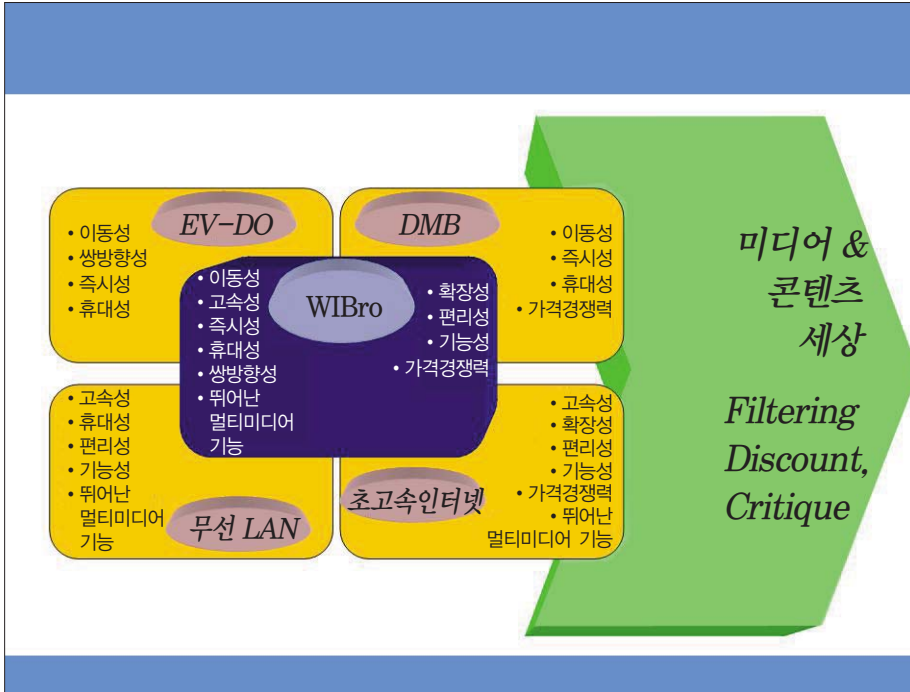 EV-DO
• 이동성
• 쌍방향성
• 즉시성
• 휴대성
DMB
• 이동성
• 즉시성
• 휴대성
• 가격경쟁력
WIBro
• 이동성
• 고속성
• 즉시성
• 휴대성
• 쌍방향성
• 뛰어난
멀티미디어
기능
• 확장성
• 편리성
• 기능성
• 가격경쟁력
• 고속성
• 휴대성
• 편리성
• 기능성
• 뛰어난
멀티미디어
기능
무선 LAN
초고속인터넷
• 고속성
• 확장성
• 편리성
• 기능성
• 가격경쟁력
• 뛰어난
멀티미디어 기능
미디어 &
콘텐츠
세상
Filtering
Discount,
Critique